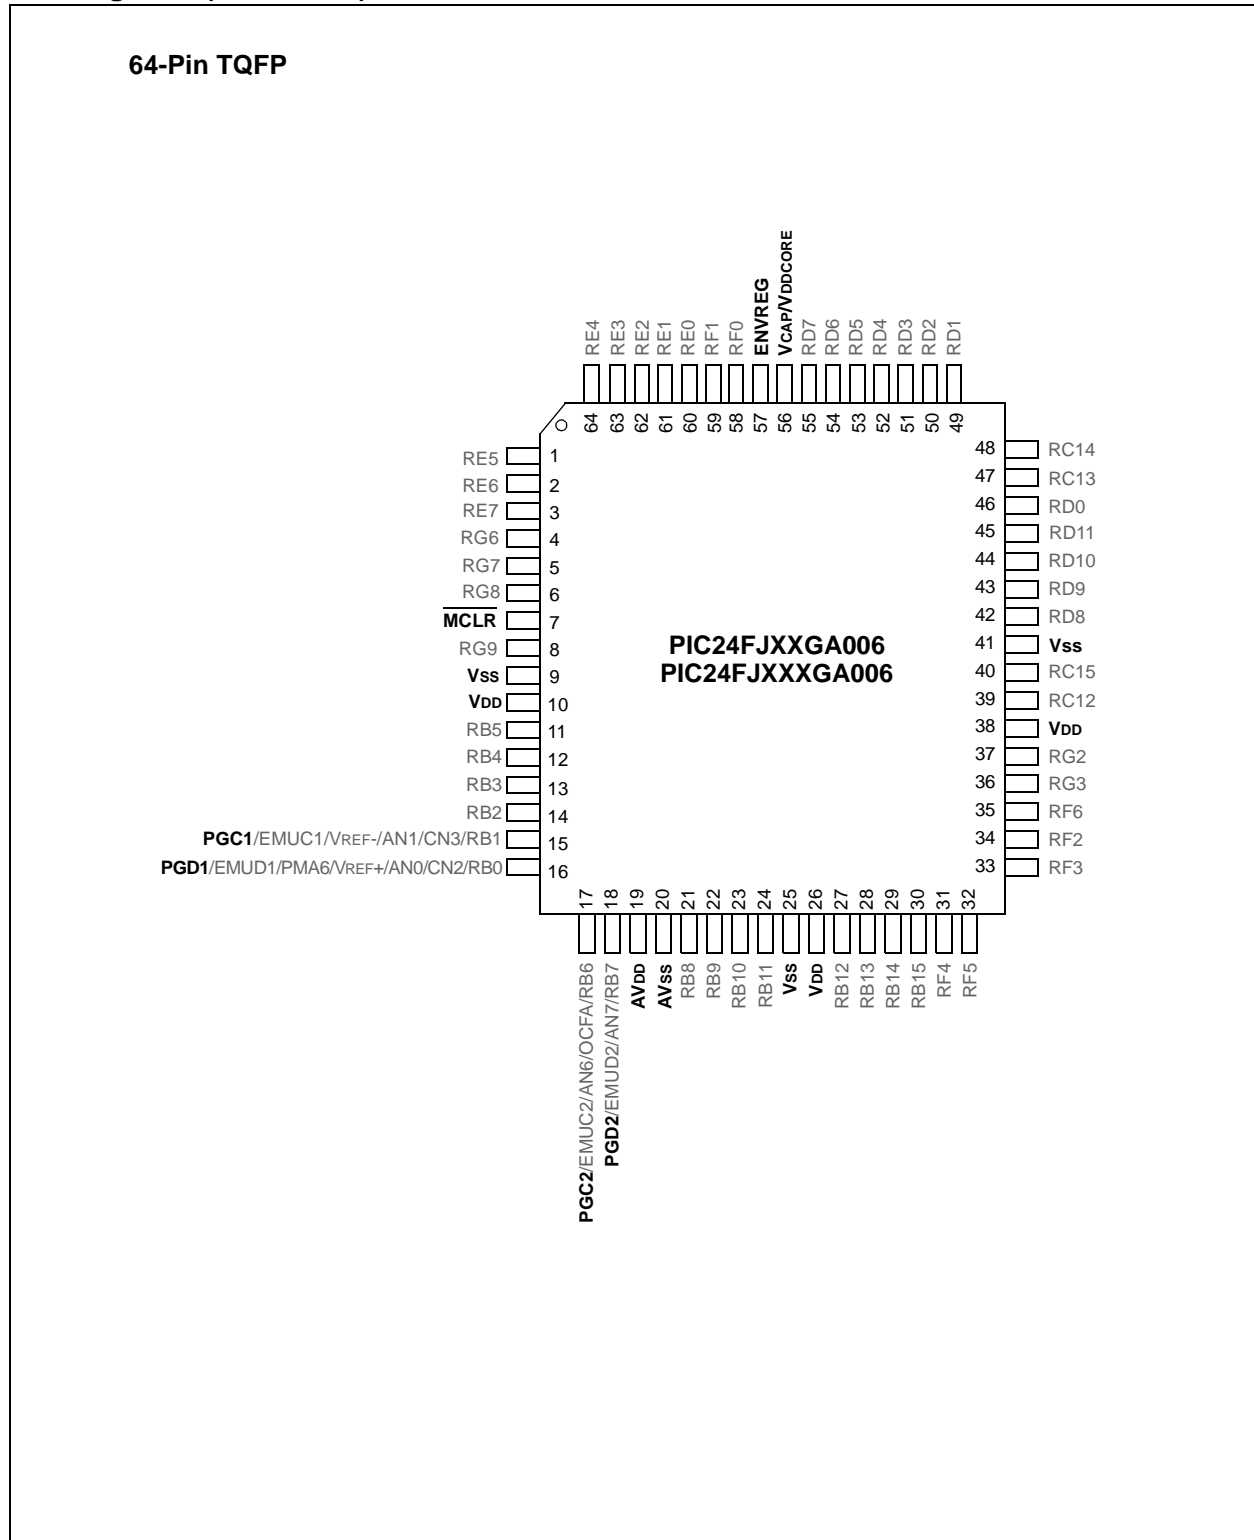 64-Pin TQFP
RE4
RE3
RE2
RE1
RE0
RF1
RF0
ENVREG
VCAP/VDDCORE
RD7
RD6
RD5
RD4
RD3
RD2
RD1
64
63
62
61
60
59
58
57
56
55
54
53
52
51
50
49
RE5 1
RE6 2
RE7 3
RG6 4
RG7 5
RG8 6
MCLR 7
RG9 8
VSS 9
VDD 10
RB5 11
RB4 12
RB3 13
RB2 14
PGC1/EMUC1/VREF-/AN1/CN3/RB1 15
PGD1/EMUD1/PMA6/VREF+/AN0/CN2/RB0 16
PIC24FJXXGA006
PIC24FJXXXGA006
48 RC14
47 RC13
46 RD0
45 RD11
44 RD10
43 RD9
42 RD8
41 VSS
40 RC15
39 RC12
38 VDD
37 RG2
36 RG3
35 RF6
34 RF2
33 RF3
17
18
19
20
21
22
23
24
25
26
27
28
29
30
31
32
PGC2/EMUC2/AN6/OCFA/RB6
PGD2/EMUD2/AN7/RB7
AVDD
AVSS
RB8
RB9
RB10
RB11
VSS
VDD
RB12
RB13
RB14
RB15
RF4
RF5